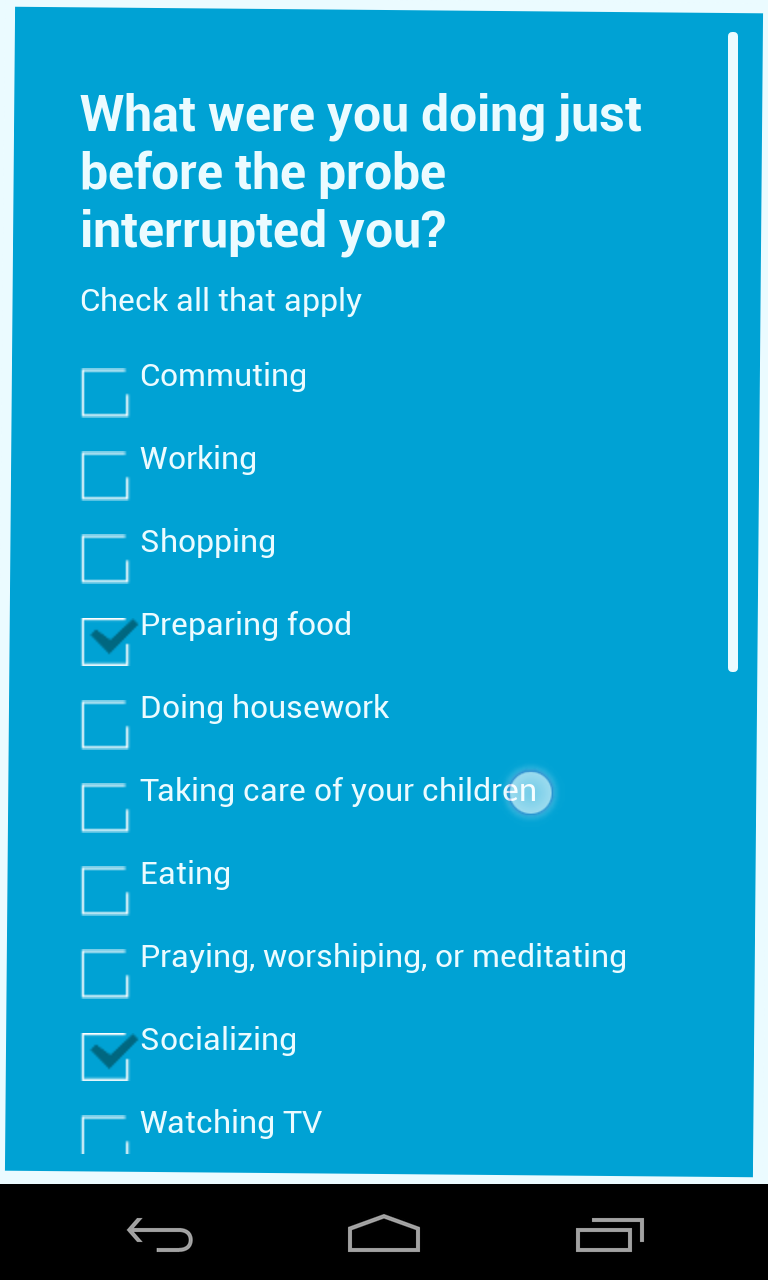 What were you doing just
before the probe
interrupted you?
Check all that apply
Commuting
Working
Shopping
Preparing food
Doing housework
Taking care of your children
Eating
Praying, worshiping, or meditating
Socializing
Watching TV